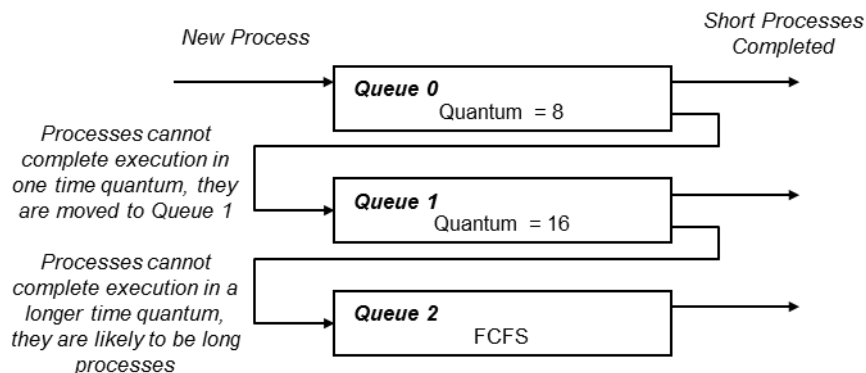 New Process
Short Processes
Completed
Queue 0
Quantum = 8
Processes cannot
complete execution in
one time quantum, they
are moved to Queue 1
Queue 1
Quantum = 16
Processes cannot
complete execution in a
longer time quantum,
they are likely to be long
processes
Queue 2
FCFS